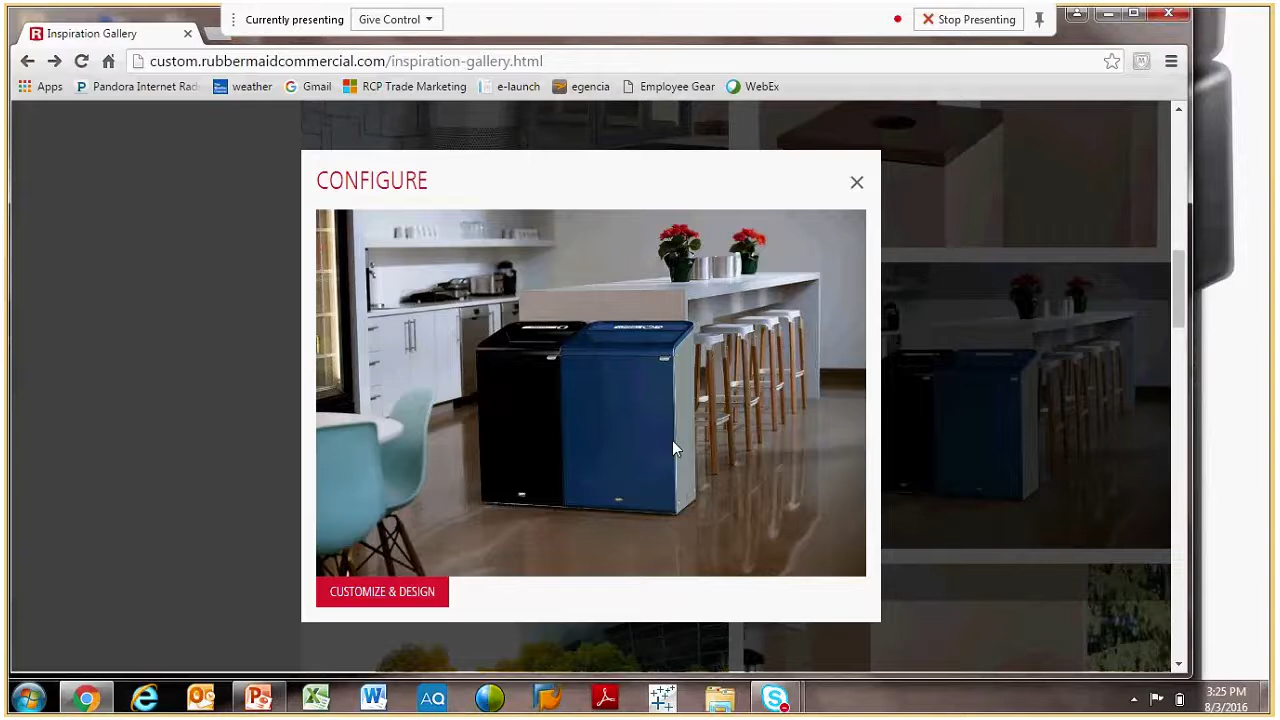 Currently presenting Give Control Stop Presenting
Inspiration Gallery
custom.rubbermaidcommercial.com/inspiration-gallery.html
Apps Pandora Internet Rad weather Gmail RCP Trade Marketing e-launch egencia Employee Gear WebEx
CONFIGURE
CUSTOMIZE & DESIGN
3:25 PM
8/3/2016